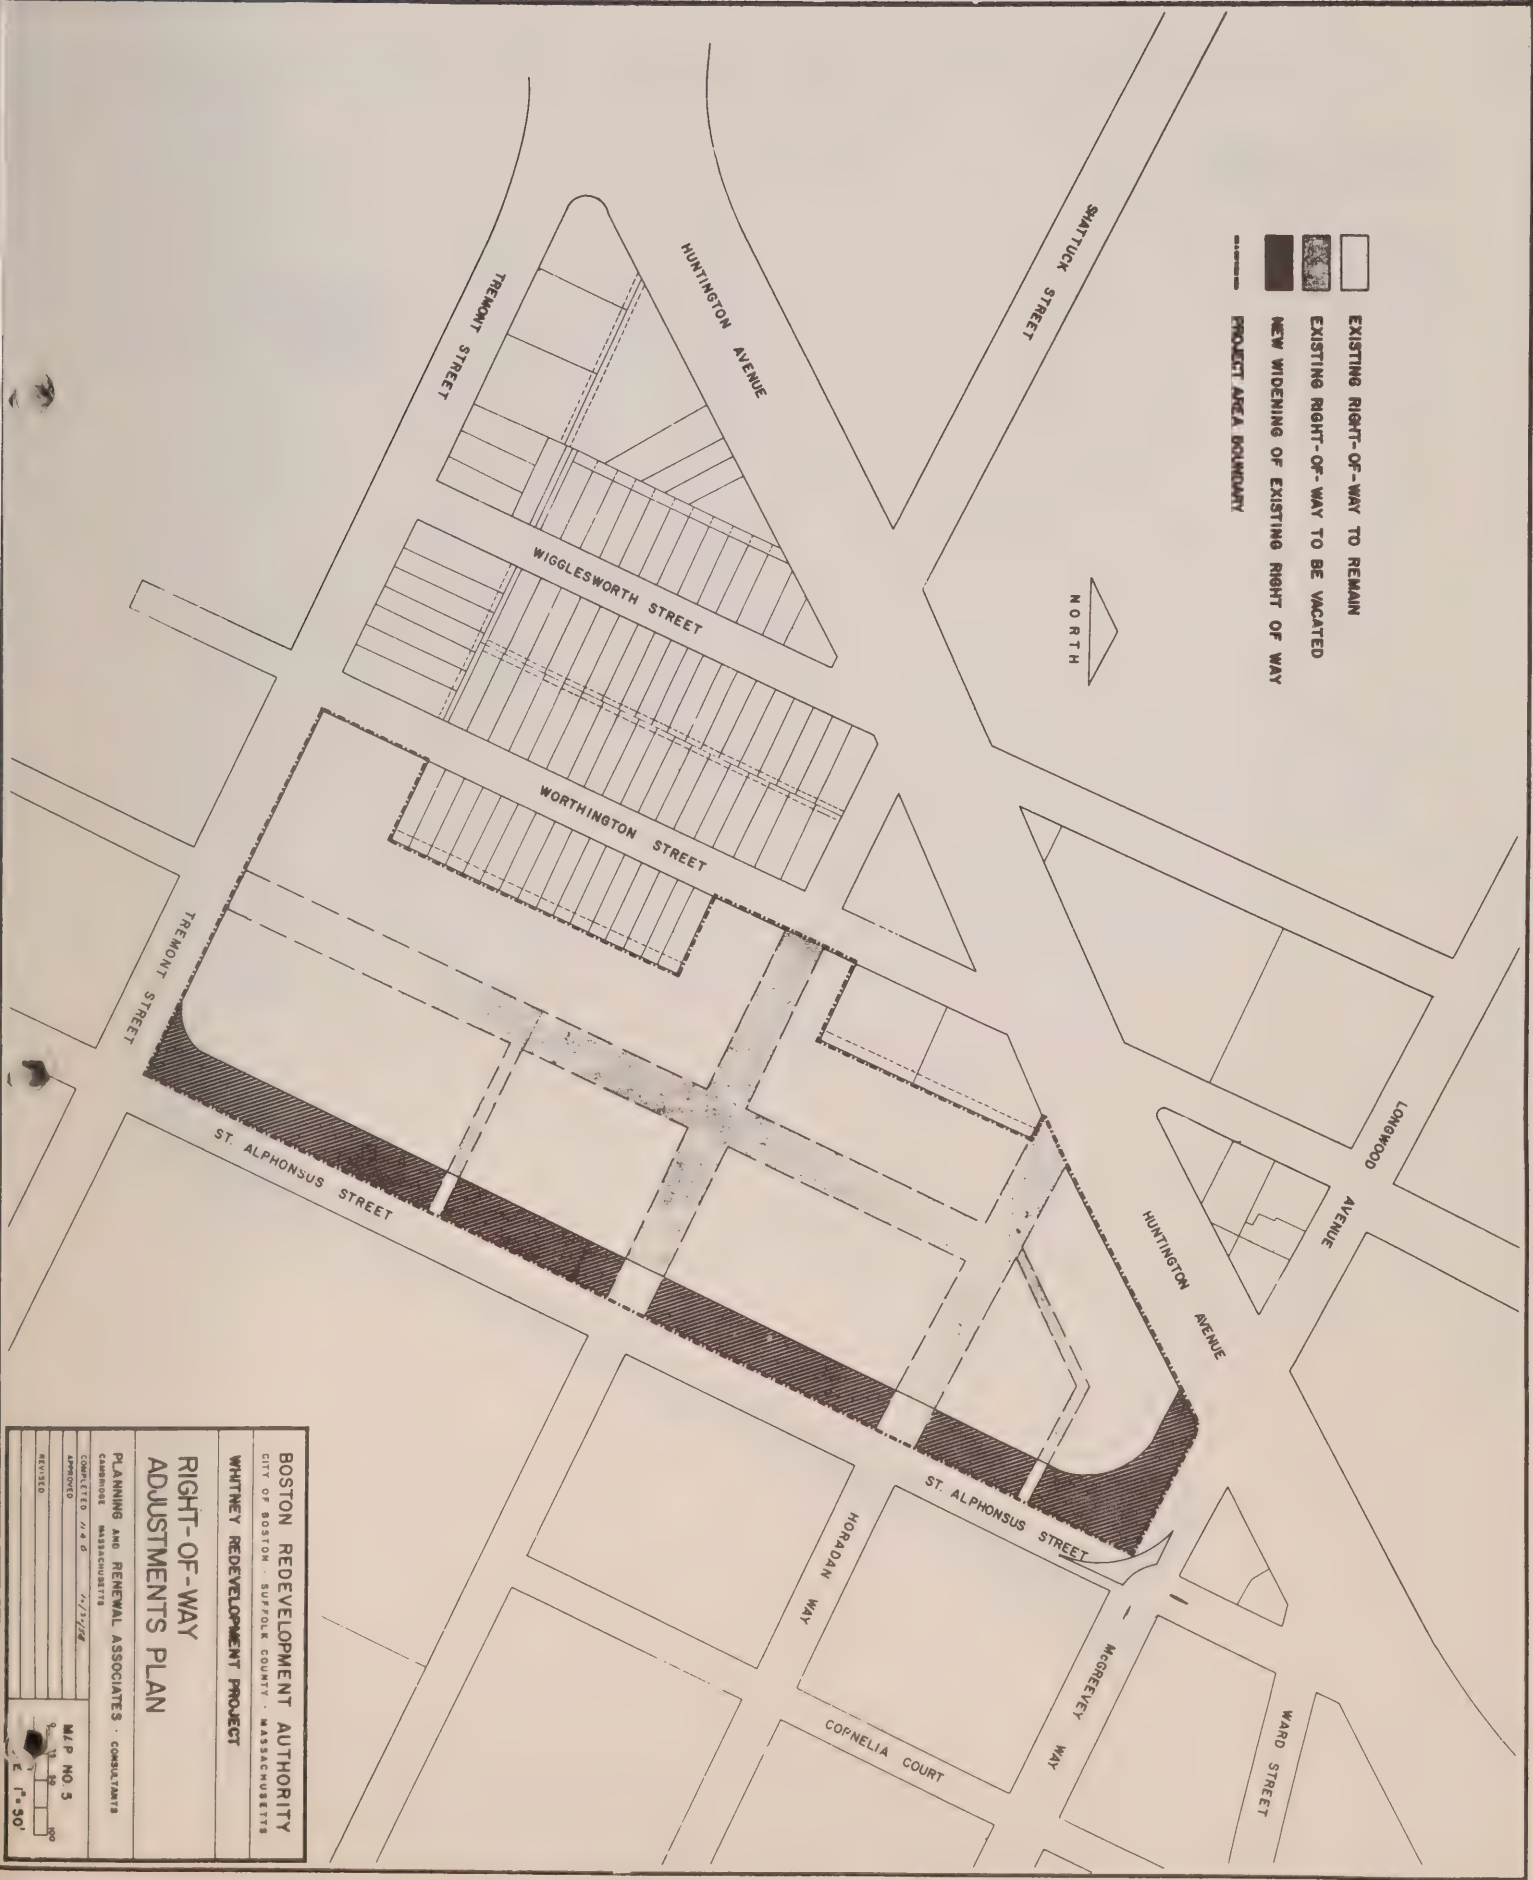 EXISTING RIGHT-OF-WAY TO REMAIN
EXISTING RIGHT-OF-WAY TO BE VACATED
NEW WIDENING OF EXISTING RIGHT OF WAY
PROJECT AREA BOUNDARY
NORTH
SHATTUCK STREET
HUNTINGTON AVENUE
TREMONT STREET
WIGGLESWORTH STREET
WORTHINGTON STREET
LONGWOOD AVENUE
HUNTINGTON AVENUE
TREMONT STREET
ST. ALPHONSUS STREET
ST. ALPHONSUS STREET
HORADAN WAY
McGREEVEY WAY
WARD STREET
CORNELIA COURT
BOSTON REDEVELOPMENT AUTHORITY
CITY OF BOSTON · SUFFOLK COUNTY · MASSACHUSETTS
WHITNEY REDEVELOPMENT PROJECT
RIGHT-OF-WAY
ADJUSTMENTS PLAN
PLANNING AND RENEWAL ASSOCIATES · CONSULTANTS
CAMBRIDGE MASSACHUSETTS
COMPLETED
APPROVED
REVISED
MAP NO. 5
0 50 100
1"=50'